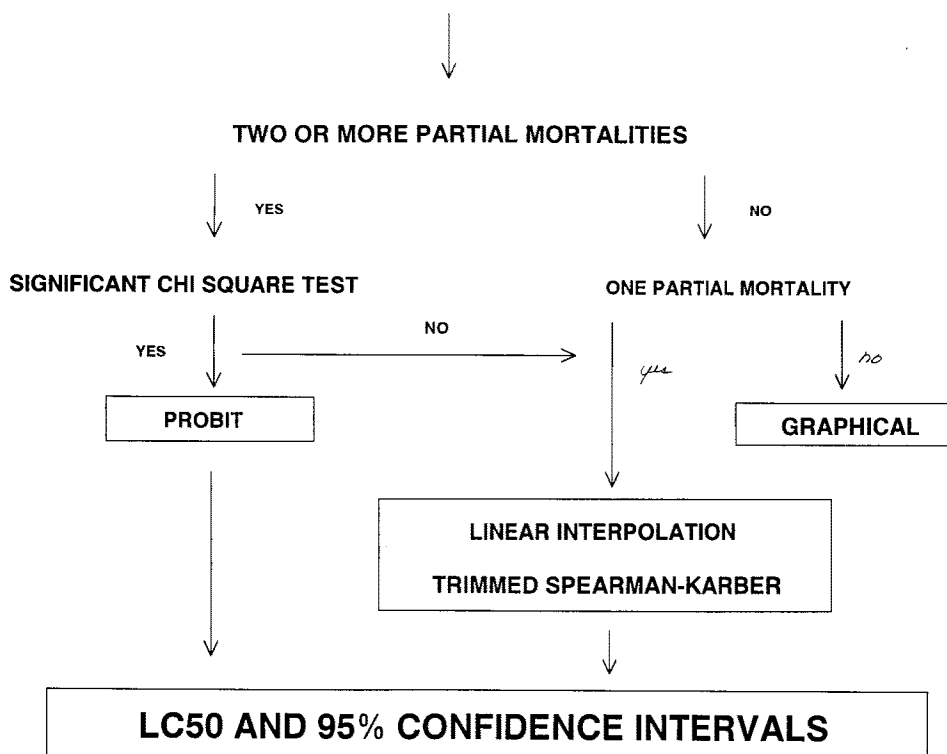 TWO OR MORE PARTIAL MORTALITIES
YES
NO
SIGNIFICANT CHI SQUARE TEST
ONE PARTIAL MORTALITY
NO
YES
yes
no
PROBIT
GRAPHICAL
LINEAR INTERPOLATION
TRIMMED SPEARMAN-KARBER
LC50 AND 95% CONFIDENCE INTERVALS